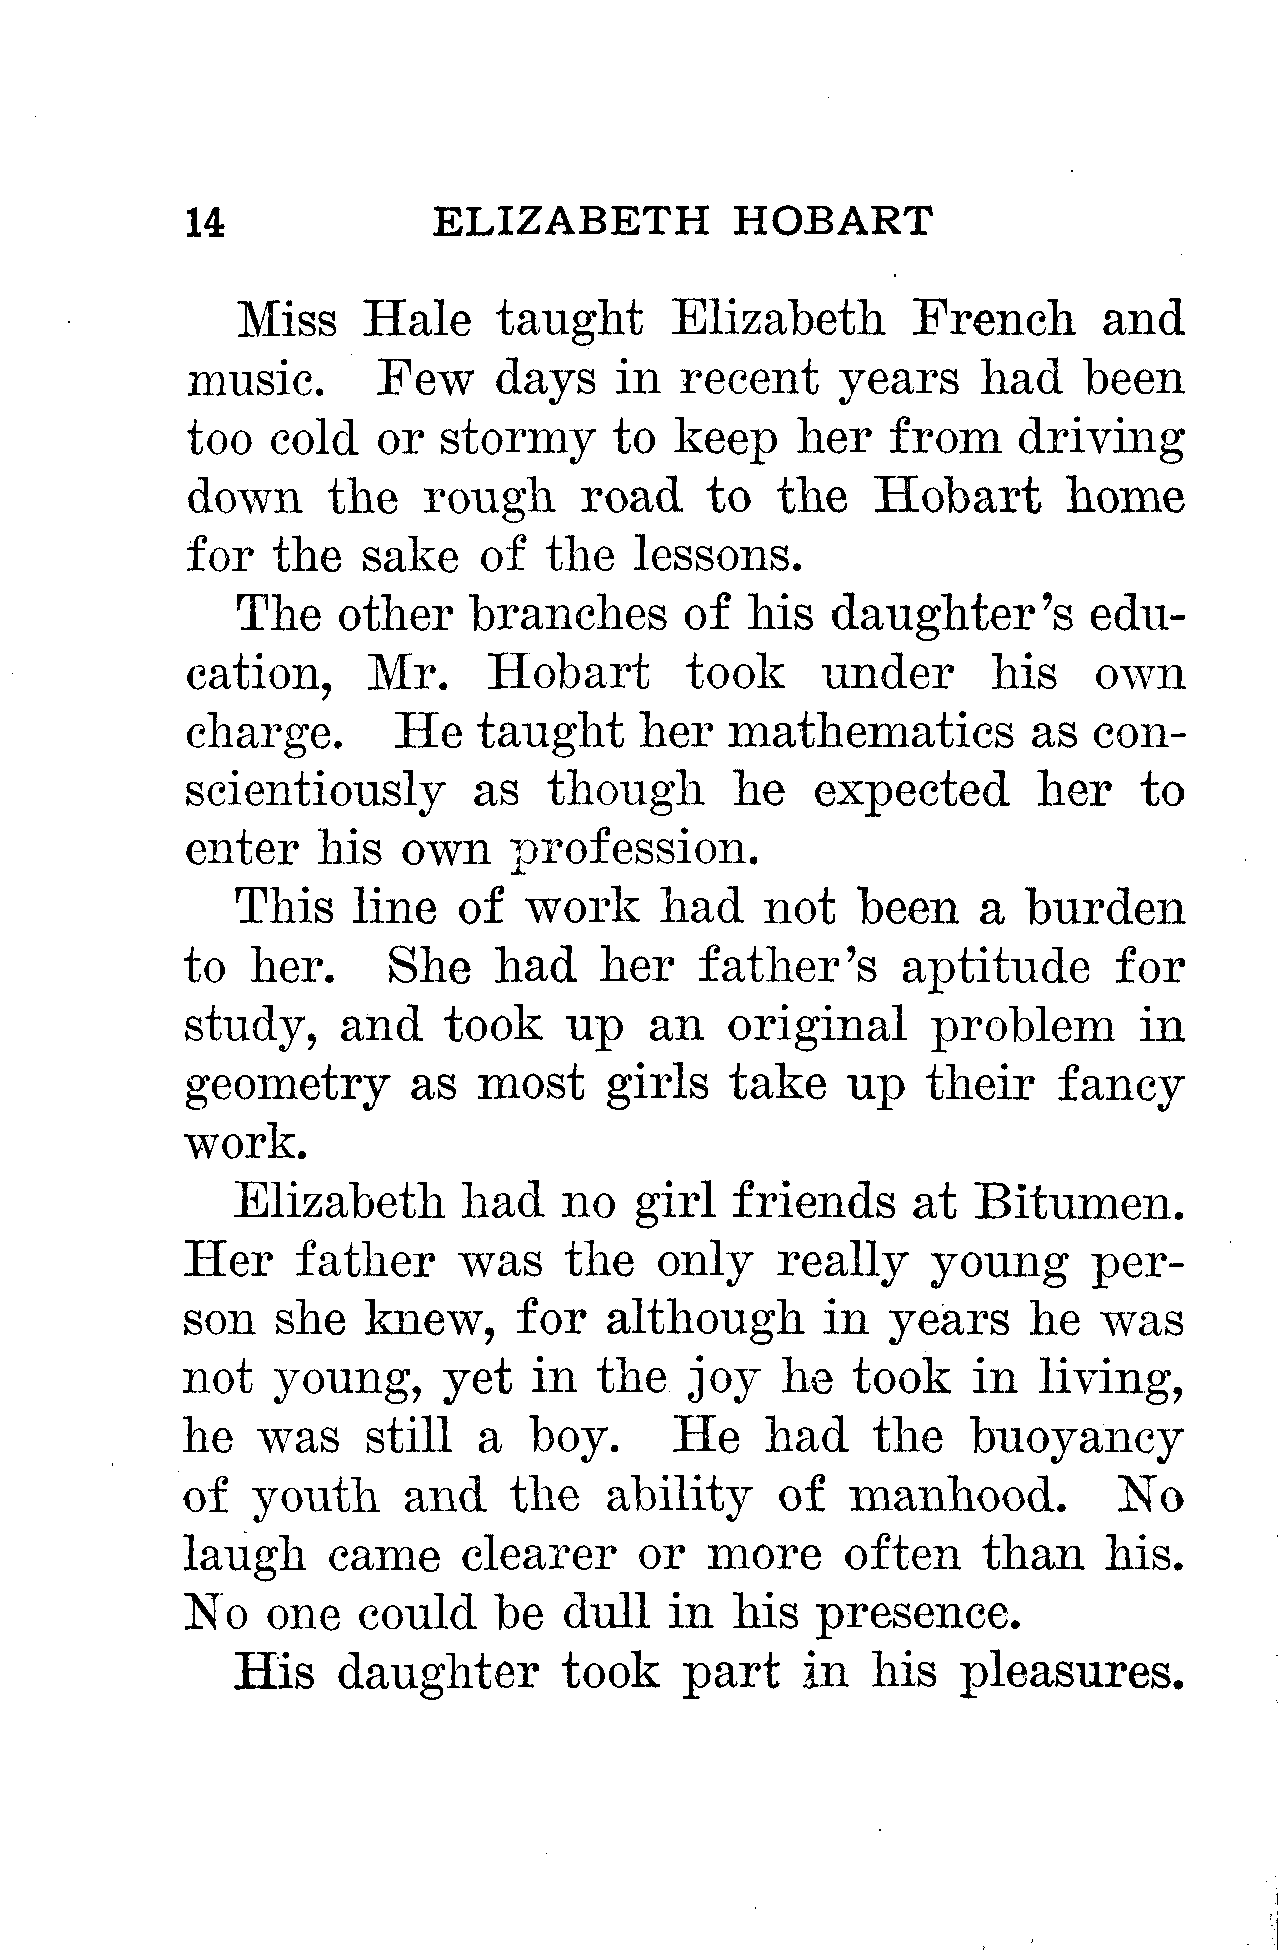 14 ELIZABETH HOBART
Miss Hale taught Elizabeth French and
music. Few days in recent years had been
too cold or stormy to keep her from driving
down the rough road to the Hobart home
for the sake of the lessons.
The other branches of his daughter's edu-
cation, Mr. Hobart took under his own
charge. He taught her mathematics as con-
scientiously as though he expected her to
enter his own profession.
This line of work had not been a burden
to her. She had her father's aptitude for
study, and took up an original problem in
geometry as most girls take up their fancy
work.
Elizabeth had no girl friends at Bitumen.
Her father was the only really young per-
son she knew, for although in years he was
not young, yet in the joy he took in living,
he was still a boy. He had the buoyancy
of youth and the ability of manhood. No
laugh came clearer or more often than his.
No one could be dull in his presence.
His daughter took part in his pleasures.